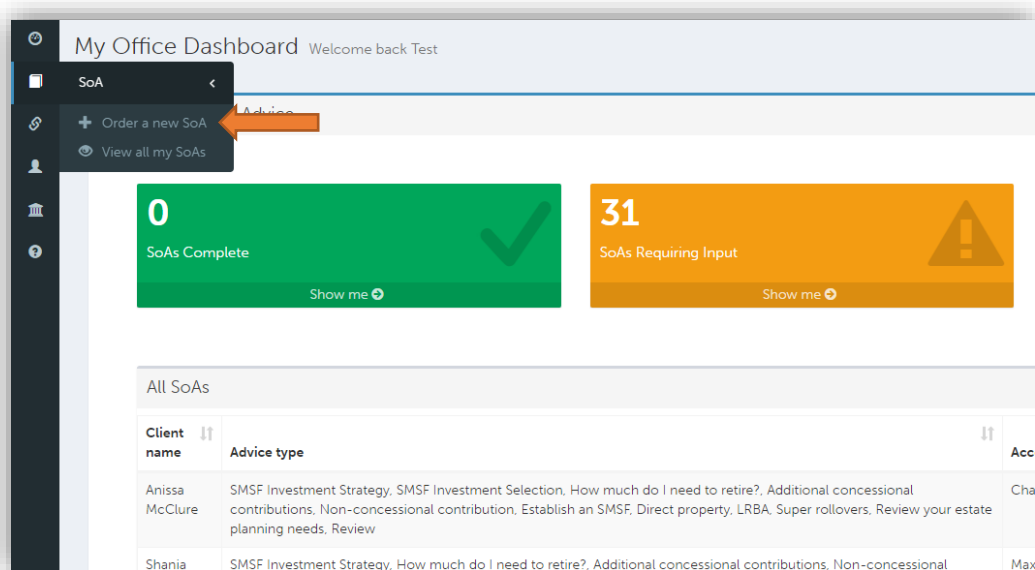 My Office Dashboard Welcome back Test
SoA
Advice
Order a new SoA
View all my SoAs
0
SoAs Complete
Show me
31
SoAs Requiring Input
Show me
All SoAs
Client
name
Advice type
Acc
Anissa
McClure
SMSF Investment Strategy, SMSF Investment Selection, How much do I need to retire?, Additional concessional
contributions, Non-concessional contribution, Establish an SMSF, Direct property, LRBA, Super rollovers, Review your estate
planning needs, Review
Cha
Shania
SMSF Investment Strategy, How much do I need to retire?, Additional concessional contributions, Non-concessional
Max